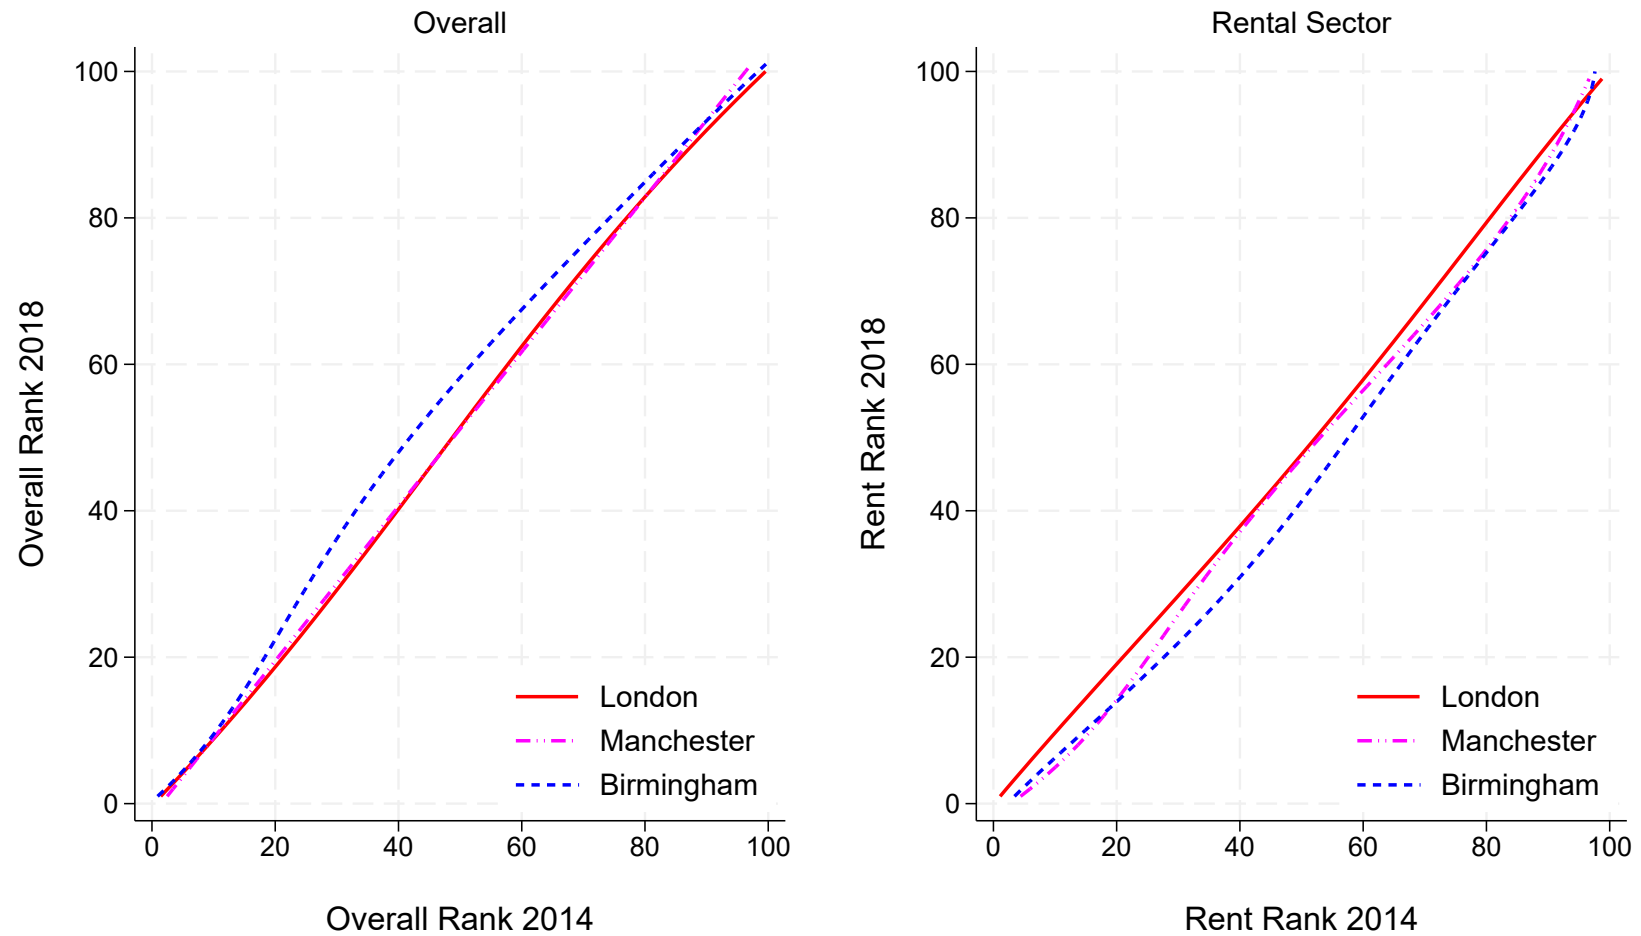 Overall
Overall Rank 2018
100
80
60
40
20
0
0 20 40 60 80 100
Overall Rank 2014
London
Manchester
Birmingham
Rental Sector
Rent Rank 2018
100
80
60
40
20
0
0 20 40 60 80 100
Rent Rank 2014
London
Manchester
Birmingham